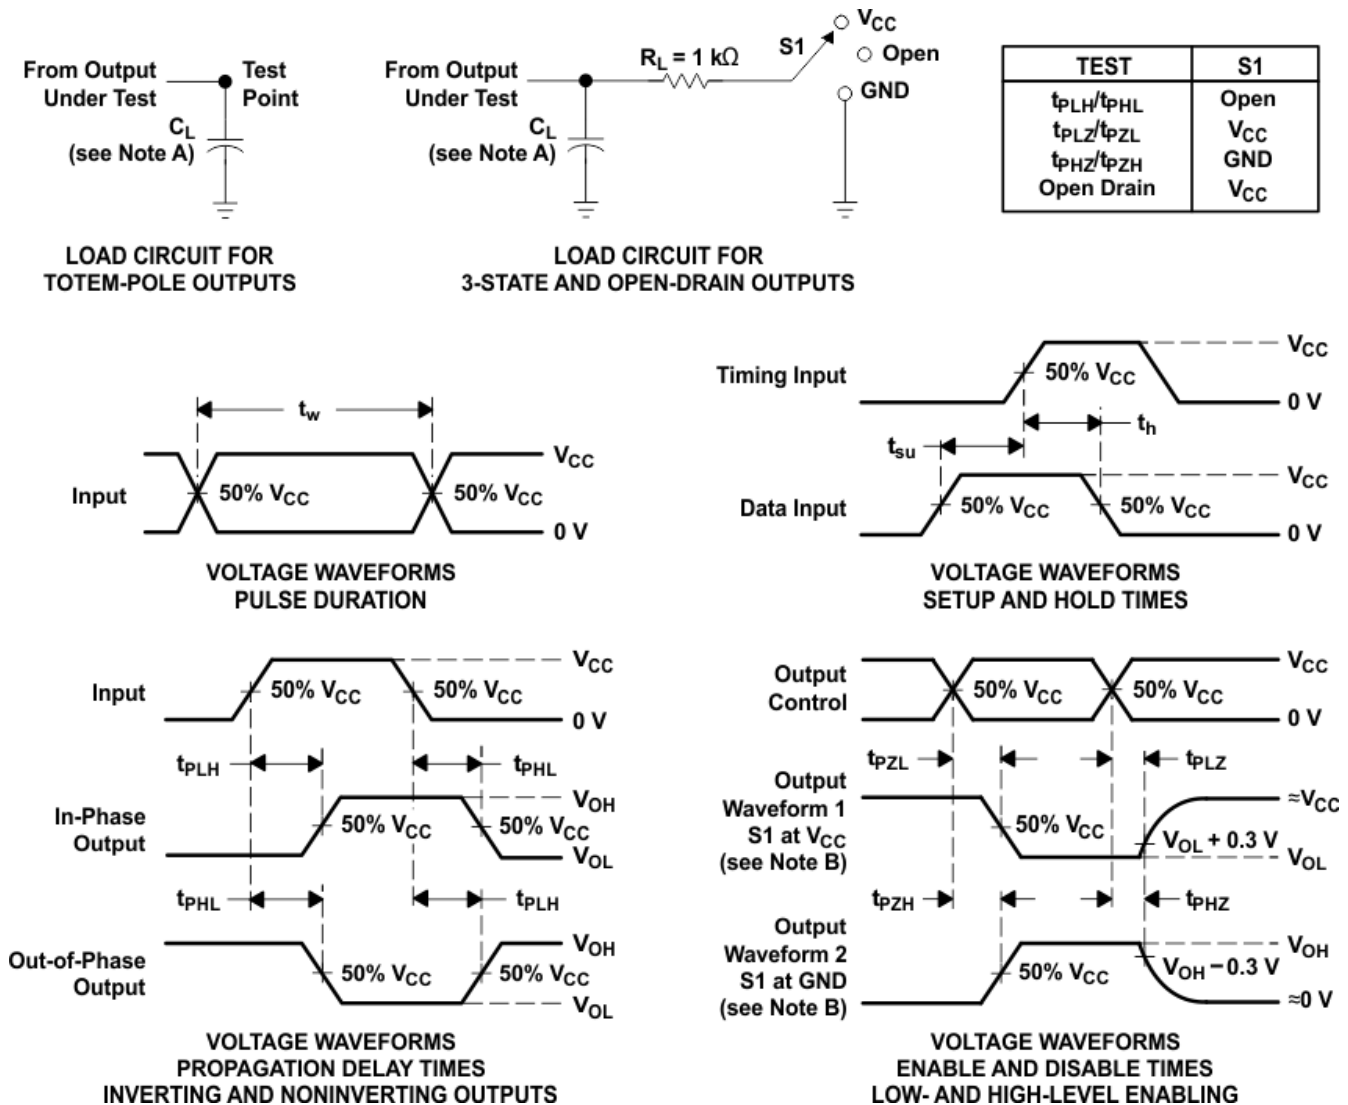 From Output
Under Test
Test
Point
CL
(see Note A)
LOAD CIRCUIT FOR
TOTEM-POLE OUTPUTS
From Output
Under Test
CL
(see Note A)
RL = 1 kΩ
S1
VCC
Open
GND
LOAD CIRCUIT FOR
3-STATE AND OPEN-DRAIN OUTPUTS
TEST S1
tPLH/tPHL Open
tPLZ/tPZL VCC
tPHZ/tPZH GND
Open Drain VCC
tw
Input
50% VCC
50% VCC
VCC
0 V
VOLTAGE WAVEFORMS
PULSE DURATION
Timing Input
50% VCC
VCC
0 V
tsu
th
Data Input
50% VCC
50% VCC
VCC
0 V
VOLTAGE WAVEFORMS
SETUP AND HOLD TIMES
Input
50% VCC
50% VCC
VCC
0 V
tPLH
tPHL
In-Phase
Output
50% VCC
50% VCC
VOH
VOL
tPHL
tPLH
Out-of-Phase
Output
50% VCC
50% VCC
VOH
VOL
VOLTAGE WAVEFORMS
PROPAGATION DELAY TIMES
INVERTING AND NONINVERTING OUTPUTS
Output
Control
50% VCC
50% VCC
VCC
0 V
tPZL
tPLZ
Output
Waveform 1
S1 at VCC
(see Note B)
50% VCC
VOL + 0.3 V
≈VCC
VOL
tPZH
tPHZ
Output
Waveform 2
S1 at GND
(see Note B)
50% VCC
VOH − 0.3 V
VOH
≈0 V
VOLTAGE WAVEFORMS
ENABLE AND DISABLE TIMES
LOW- AND HIGH-LEVEL ENABLING